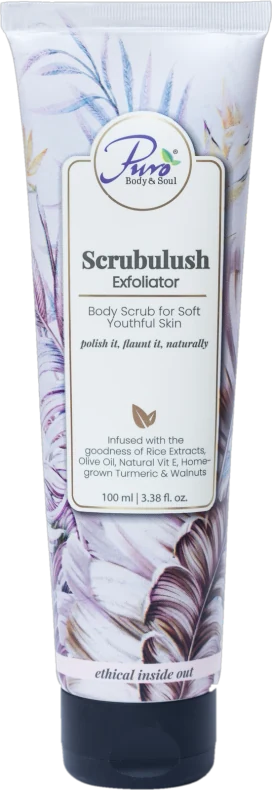 Puro®
Body & Soul
Scrubulush
Exfoliator
Body Scrub for Soft
Youthful Skin
polish it, flaunt it, naturally
Infused with the
goodness of Rice Extracts,
Olive Oil, Natural Vit E, Home-
grown Turmeric & Walnuts
100 ml | 3.38 fl. oz.
ethical inside out